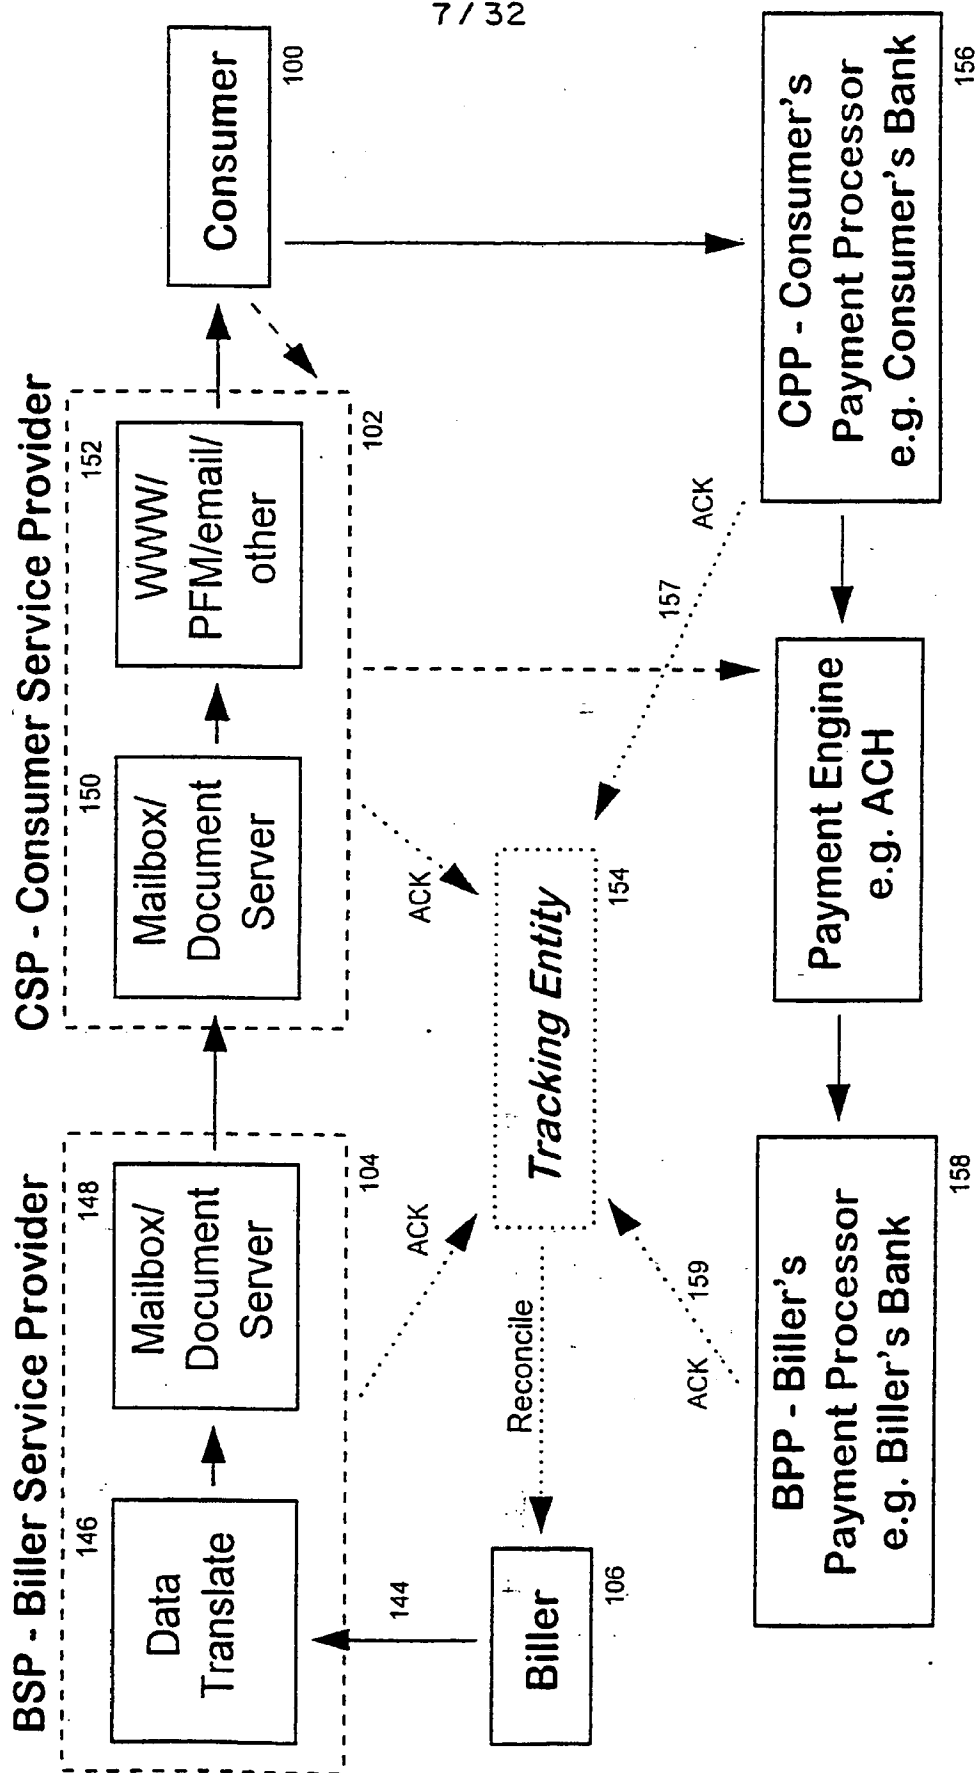 7/32
BSP - Biller Service Provider
146
Data
Translate
148
Mailbox/
Document
Server
104
CSP - Consumer Service Provider
150
Mailbox/
Document
Server
152
WWW/
PFM/email/
other
102
Consumer
100
144
Biller
106
Reconcile
ACK
ACK
Tracking Entity
154
ACK
157
ACK
159
BPP - Biller's
Payment Processor
e.g. Biller's Bank
158
Payment Engine
e.g. ACH
CPP - Consumer's
Payment Processor
e.g. Consumer's Bank
156